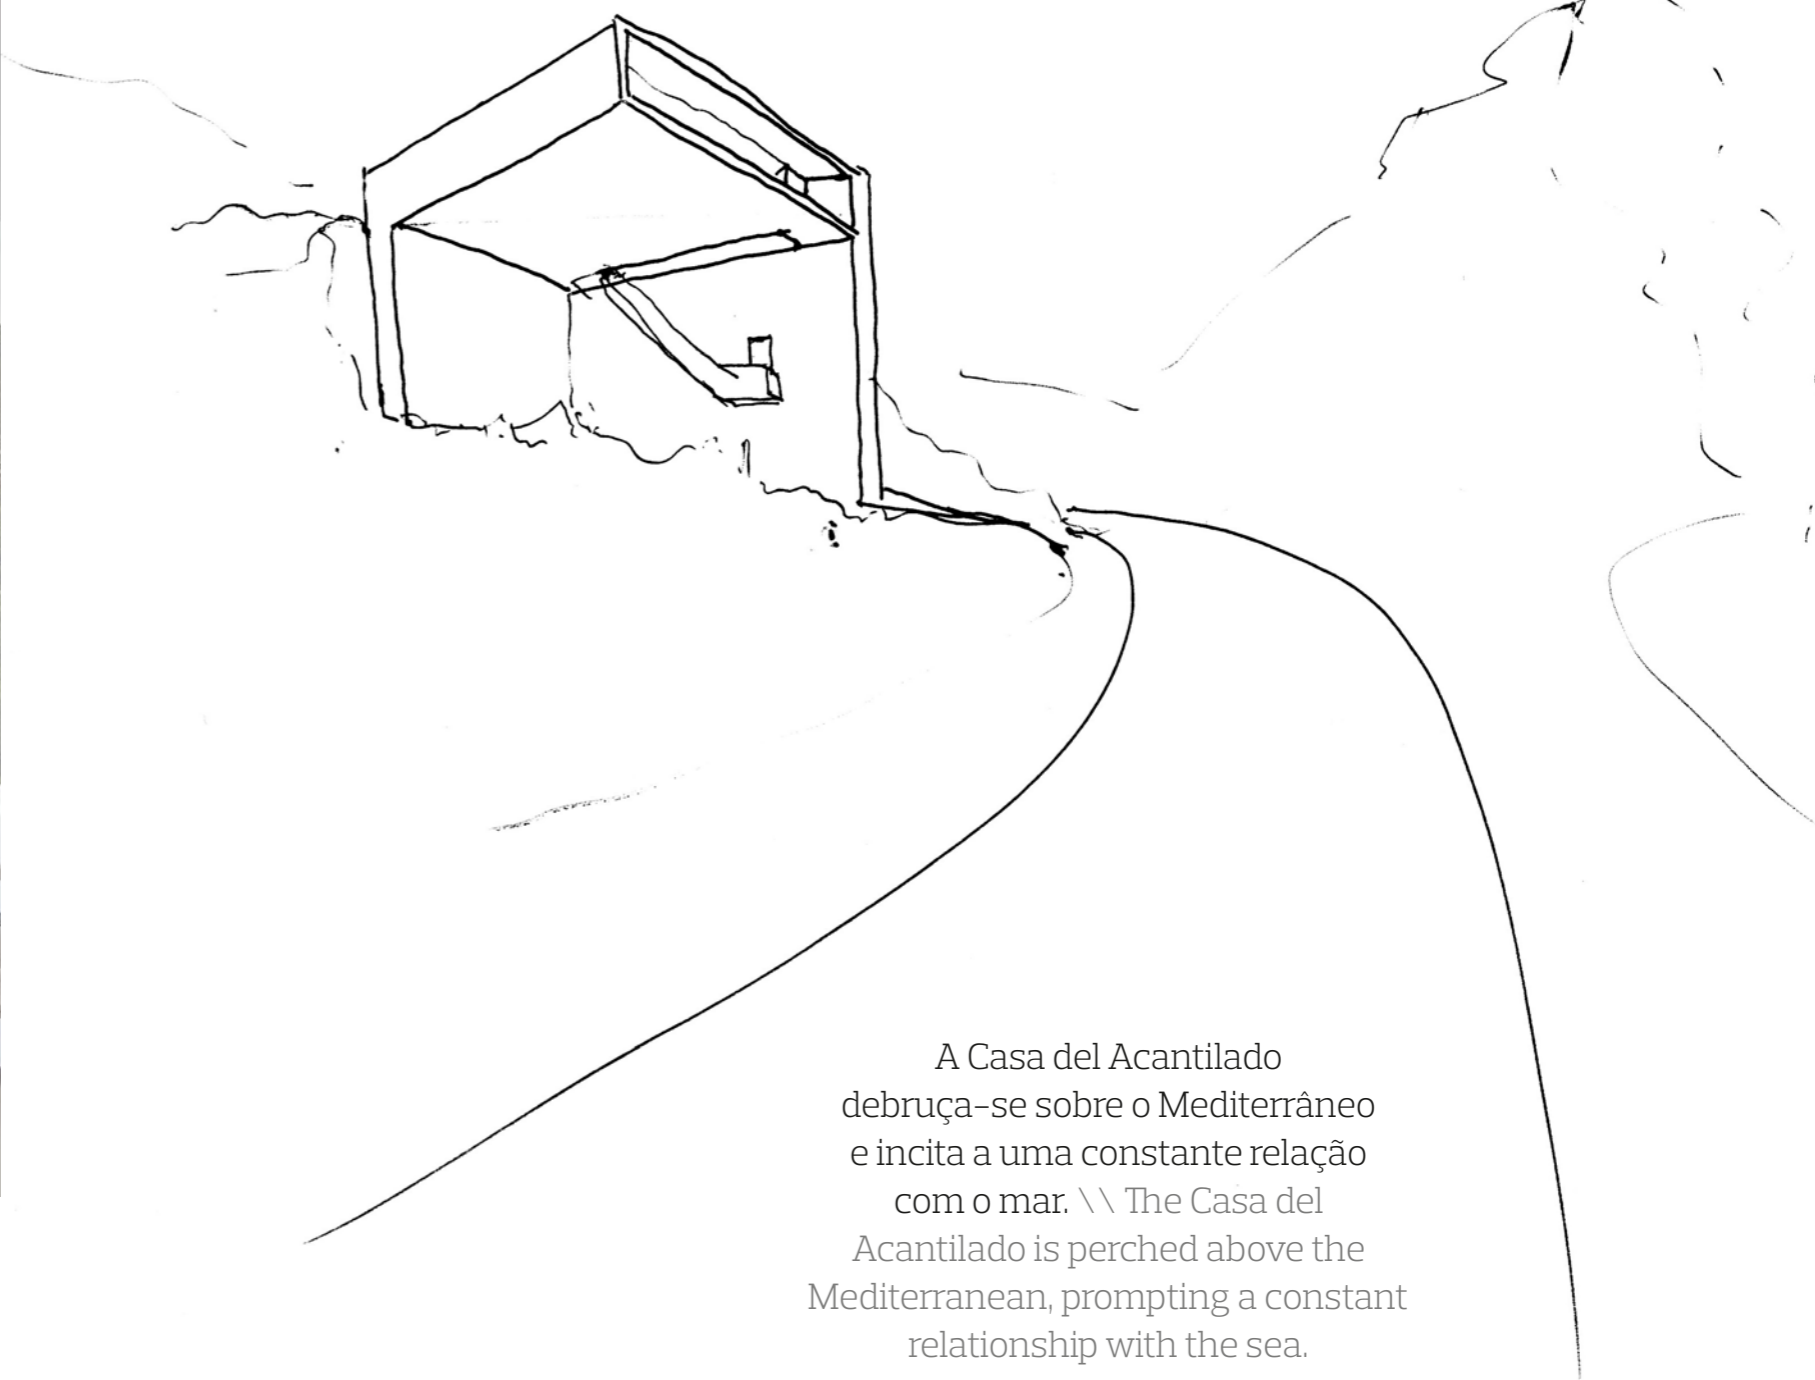 A Casa del Acantilado
debruça-se sobre o Mediterrâneo
e incita a uma constante relação
com o mar. \\ The Casa del
Acantilado is perched above the
Mediterranean, prompting a constant
relationship with the sea.